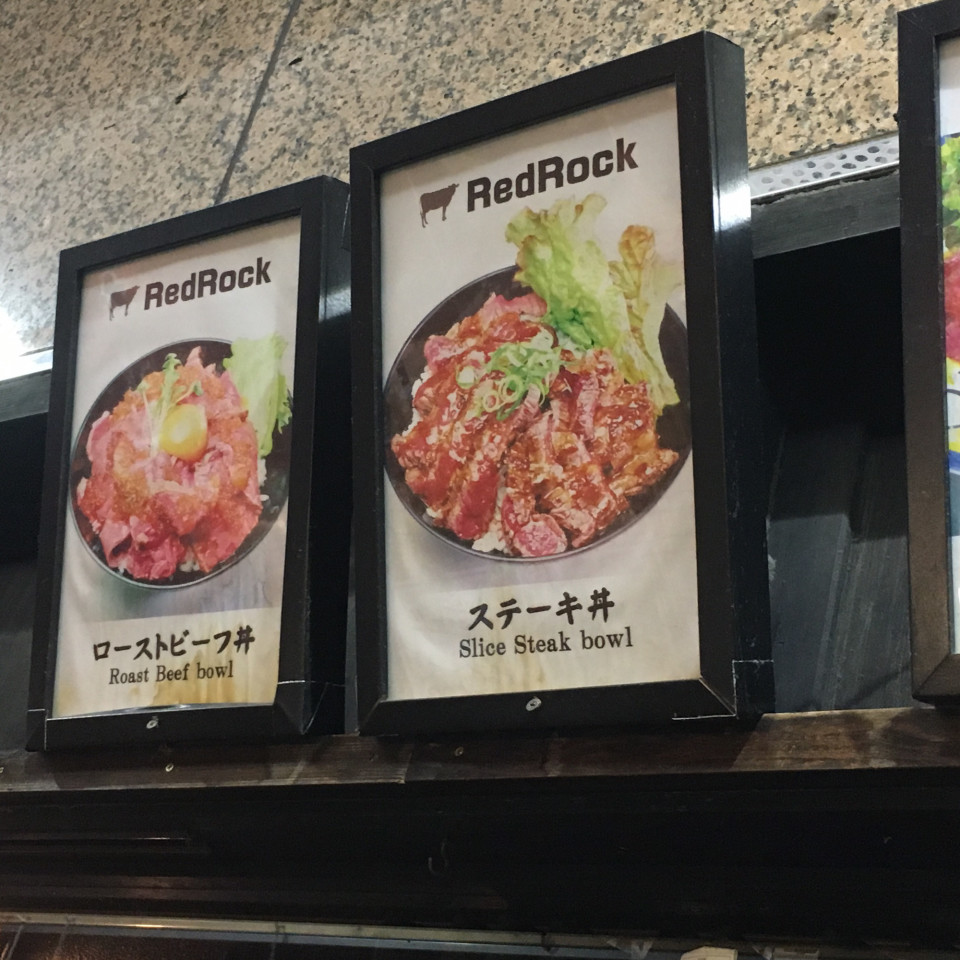 RedRock
ローストビーフ丼
Roast Beef bowl
RedRock
ステーキ丼
Slice Steak bowl